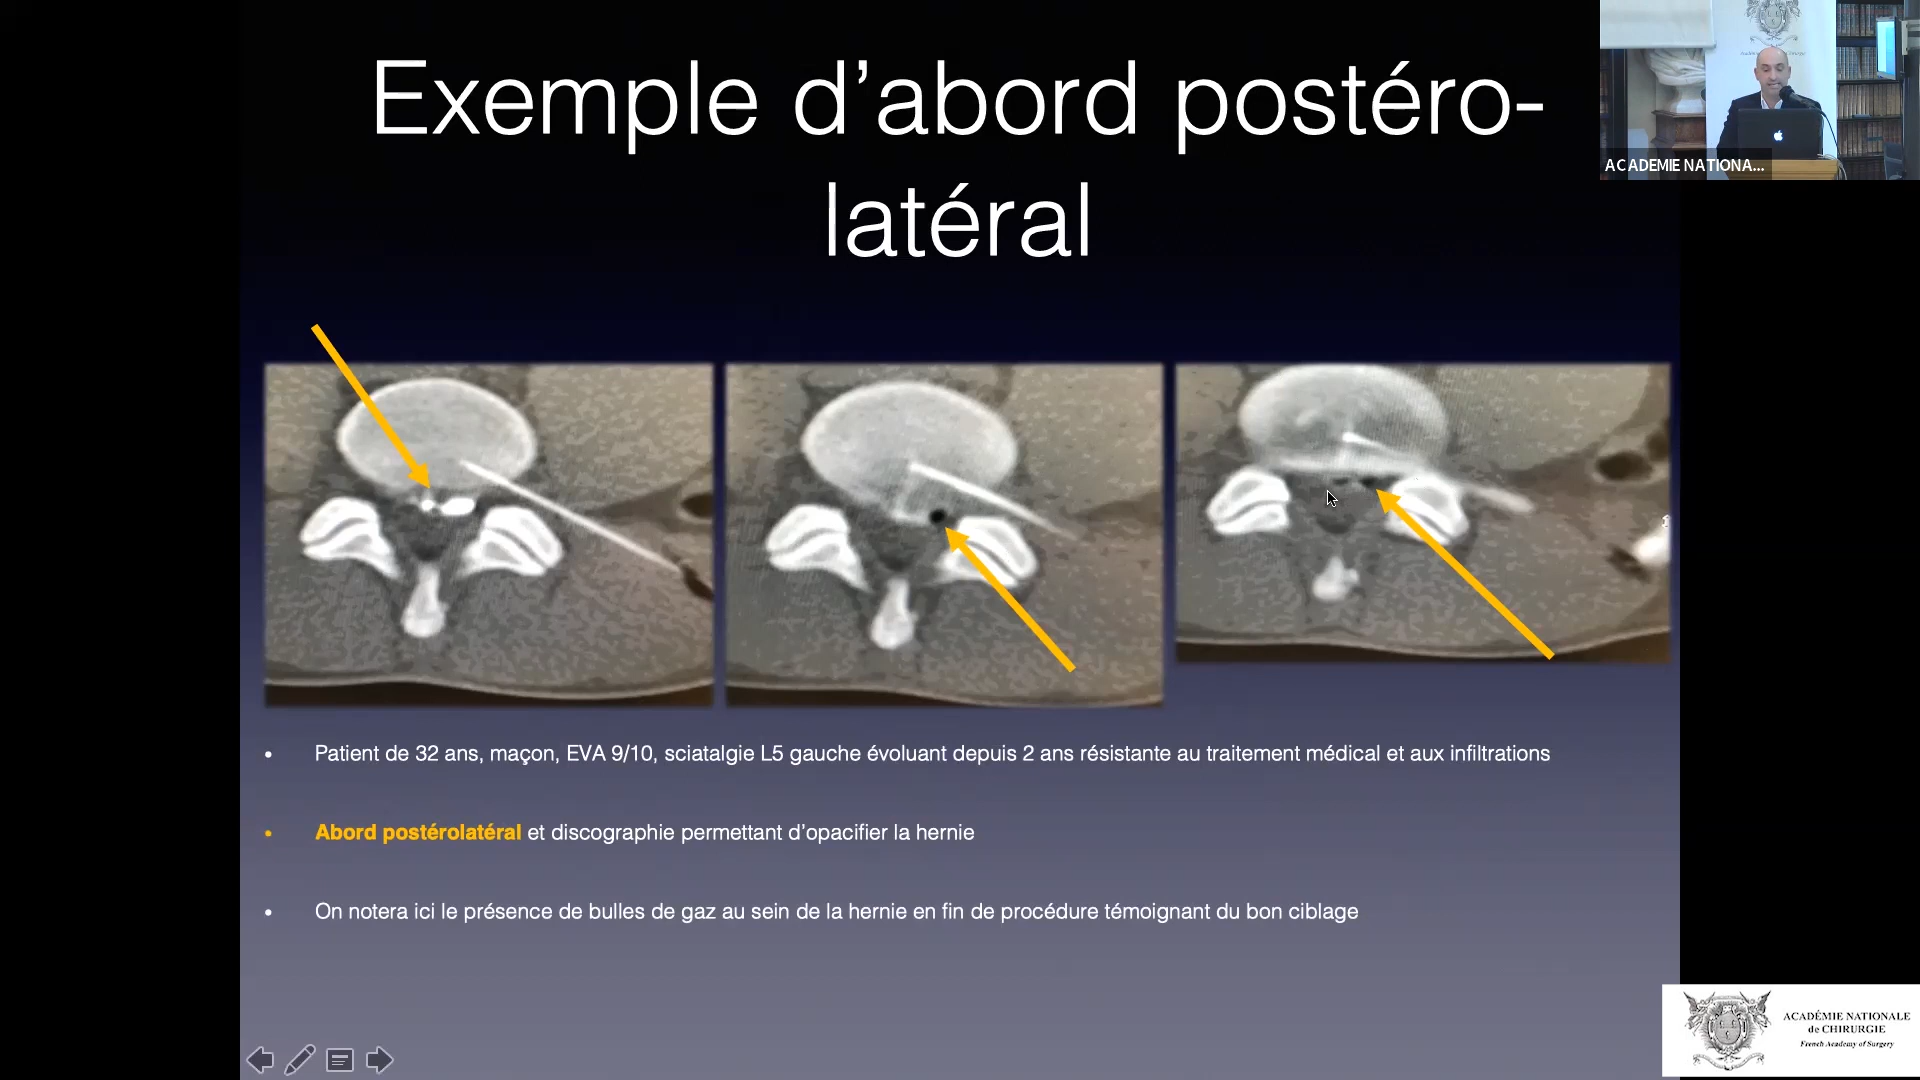 Exemple d’abord postéro-
latéral
ACADEMIE NATIONA...
• Patient de 32 ans, maçon, EVA 9/10, sciatalgie L5 gauche évoluant depuis 2 ans résistante au traitement médical et aux infiltrations
• Abord postérolatéral et discographie permettant d’opacifier la hernie
• On notera ici le présence de bulles de gaz au sein de la hernie en fin de procédure témoignant du bon ciblage
ACADÉMIE NATIONALE
de CHIRURGIE
French Academy of Surgery